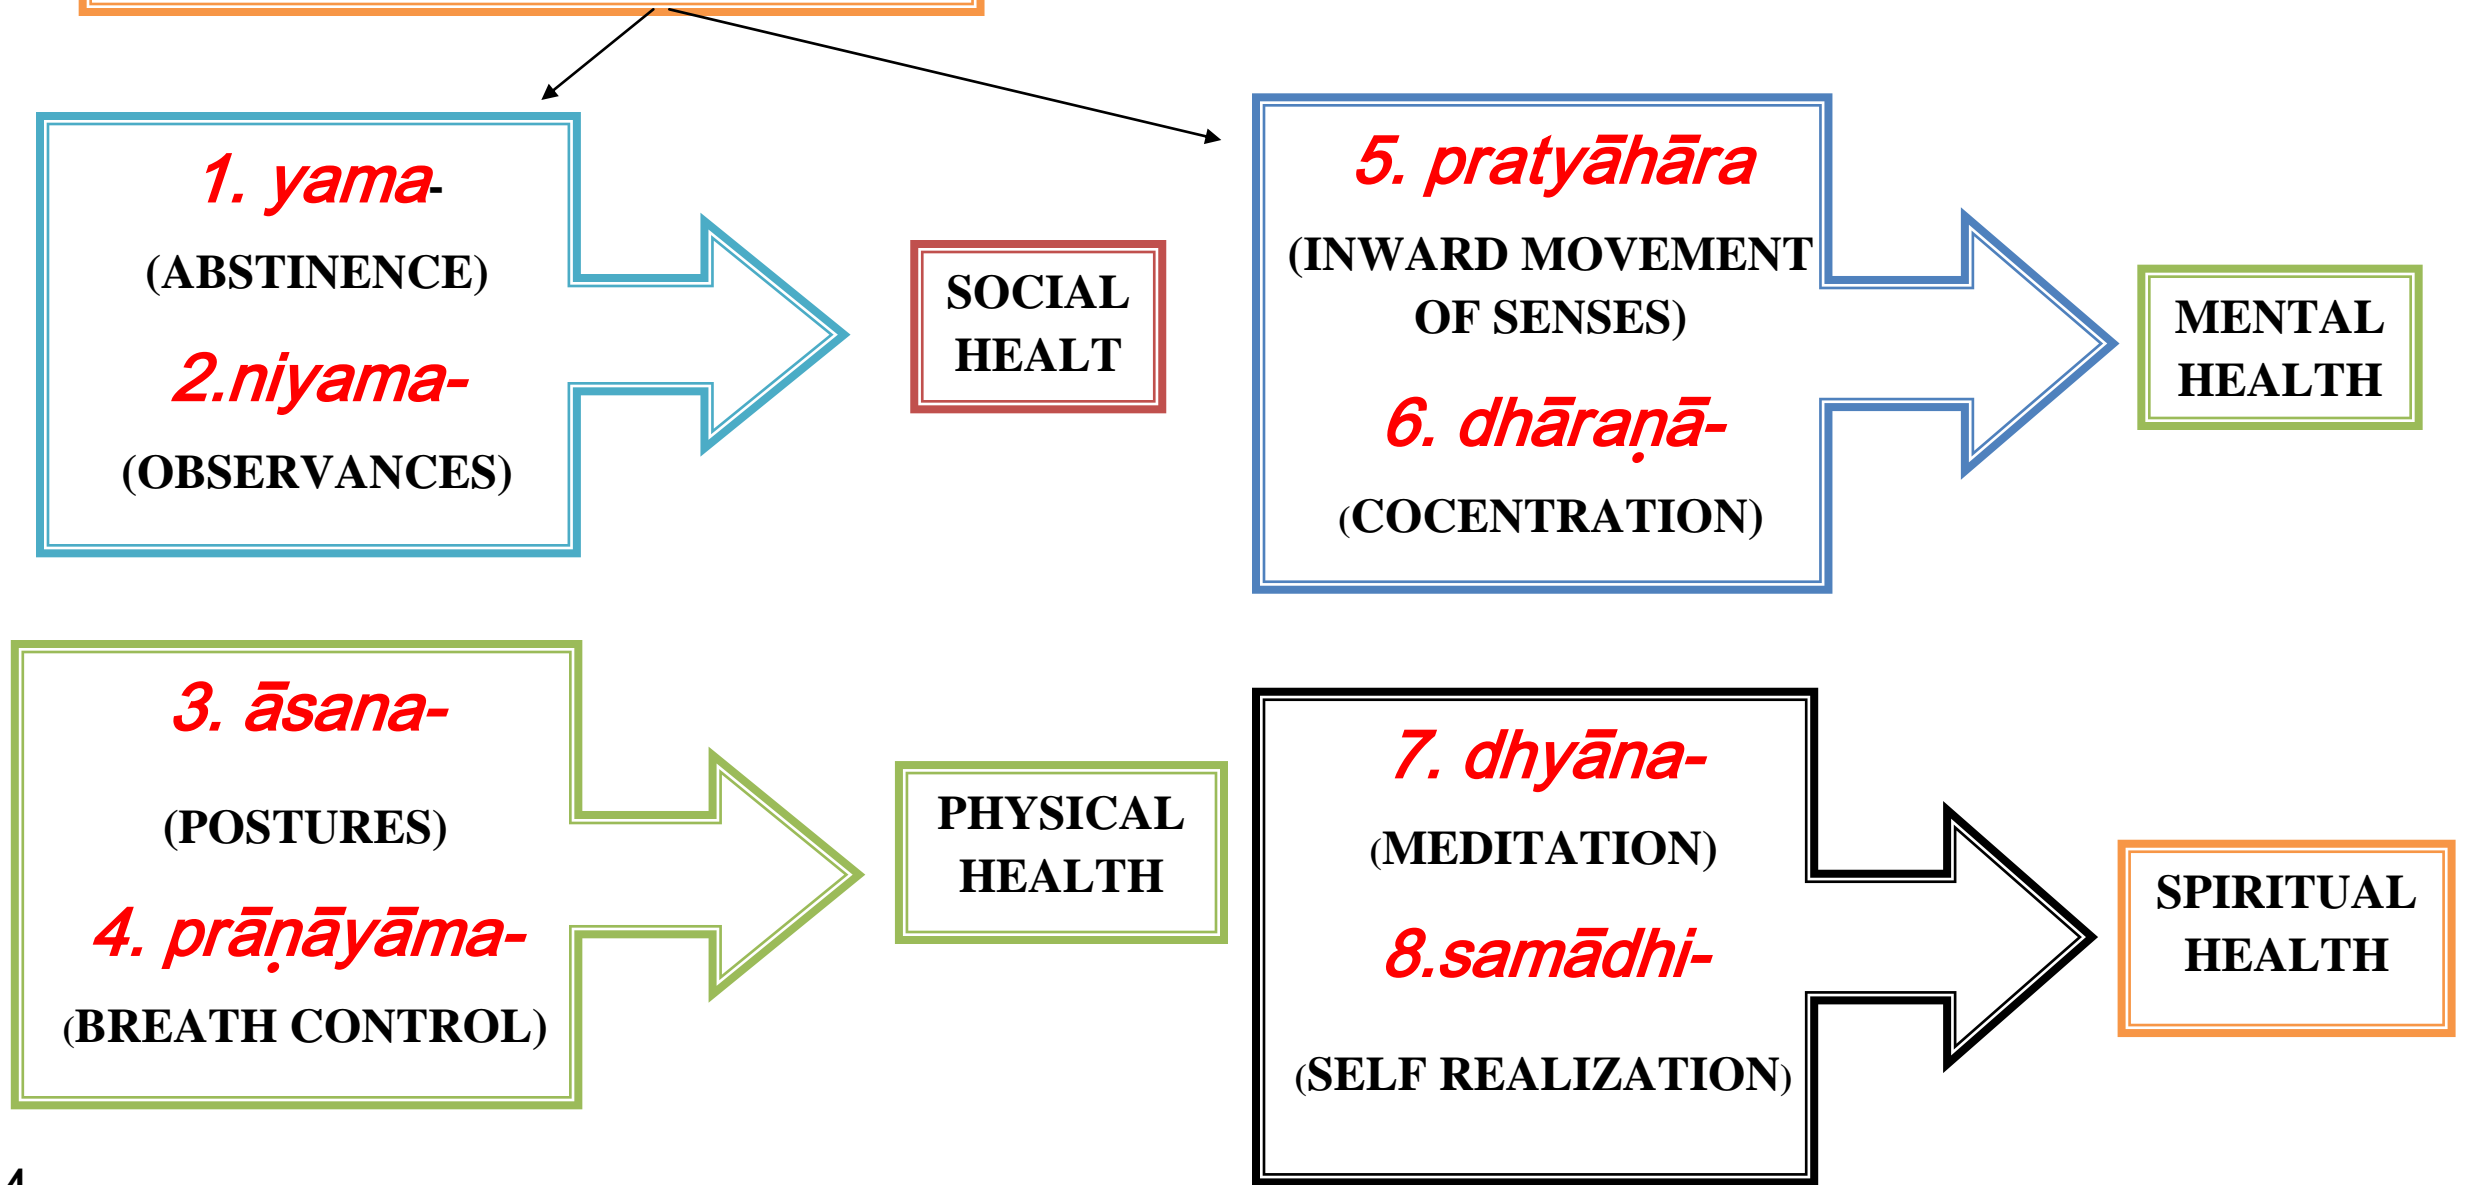 1. yama-
(ABSTINENCE)
2.niyama-
(OBSERVANCES)
SOCIAL
HEALT
3. āsana-
(POSTURES)
4. prāṇāyāma-
(BREATH CONTROL)
PHYSICAL
HEALTH
5. pratyāhāra
(INWARD MOVEMENT
OF SENSES)
6. dhāraṇā-
(COCENTRATION)
MENTAL
HEALTH
7. dhyāna-
(MEDITATION)
8.samādhi-
(SELF REALIZATION)
SPIRITUAL
HEALTH